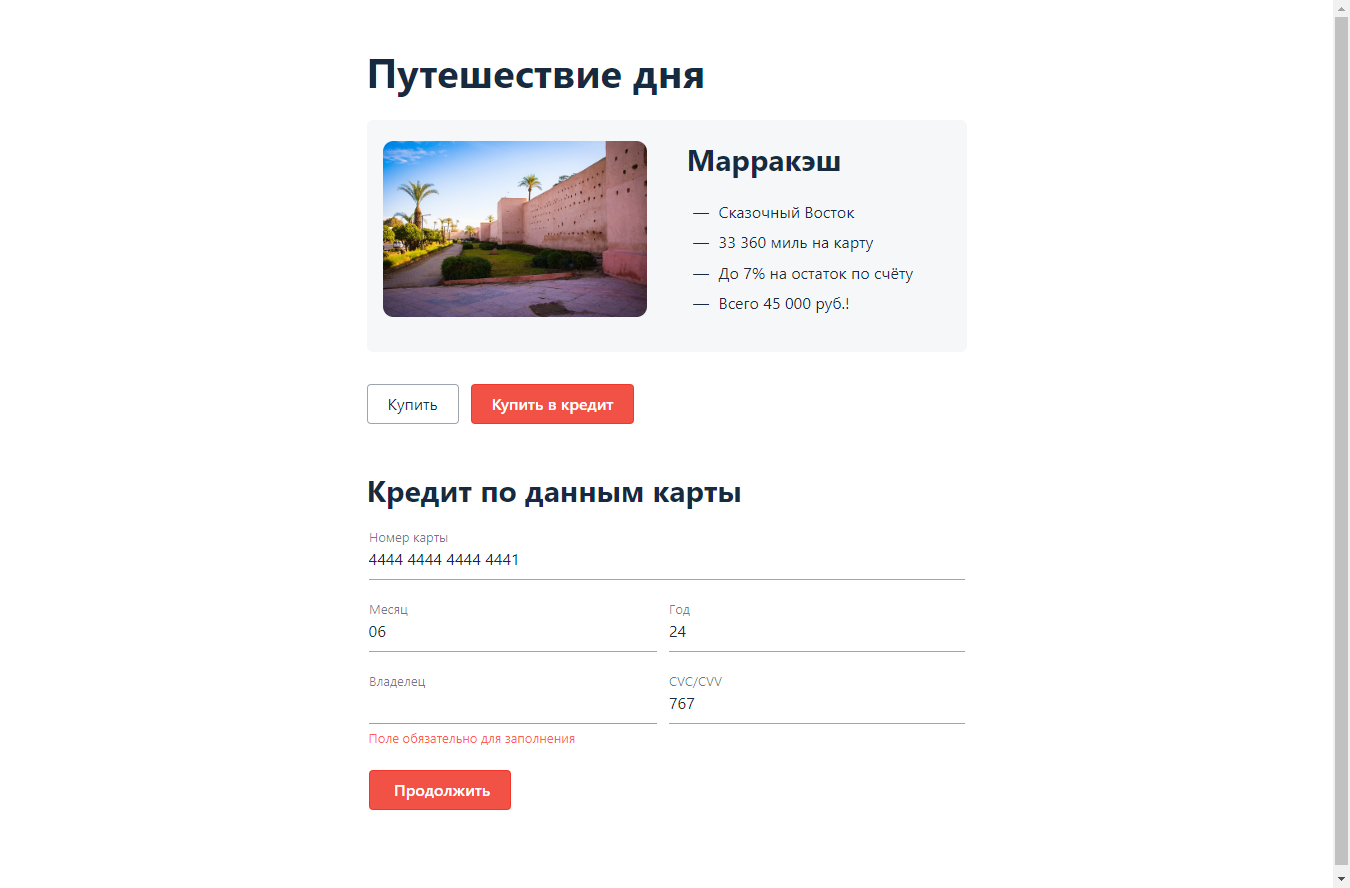 Путешествие дня
Марракэш
— Сказочный Восток
— 33 360 миль на карту
— До 7% на остаток по счёту
— Всего 45 000 руб.!
Купить
Купить в кредит
Кредит по данным карты
Номер карты
4444 4444 4444 4441
Месяц
06
Год
24
Владелец
Поле обязательно для заполнения
CVC/CVV
767
Продолжить